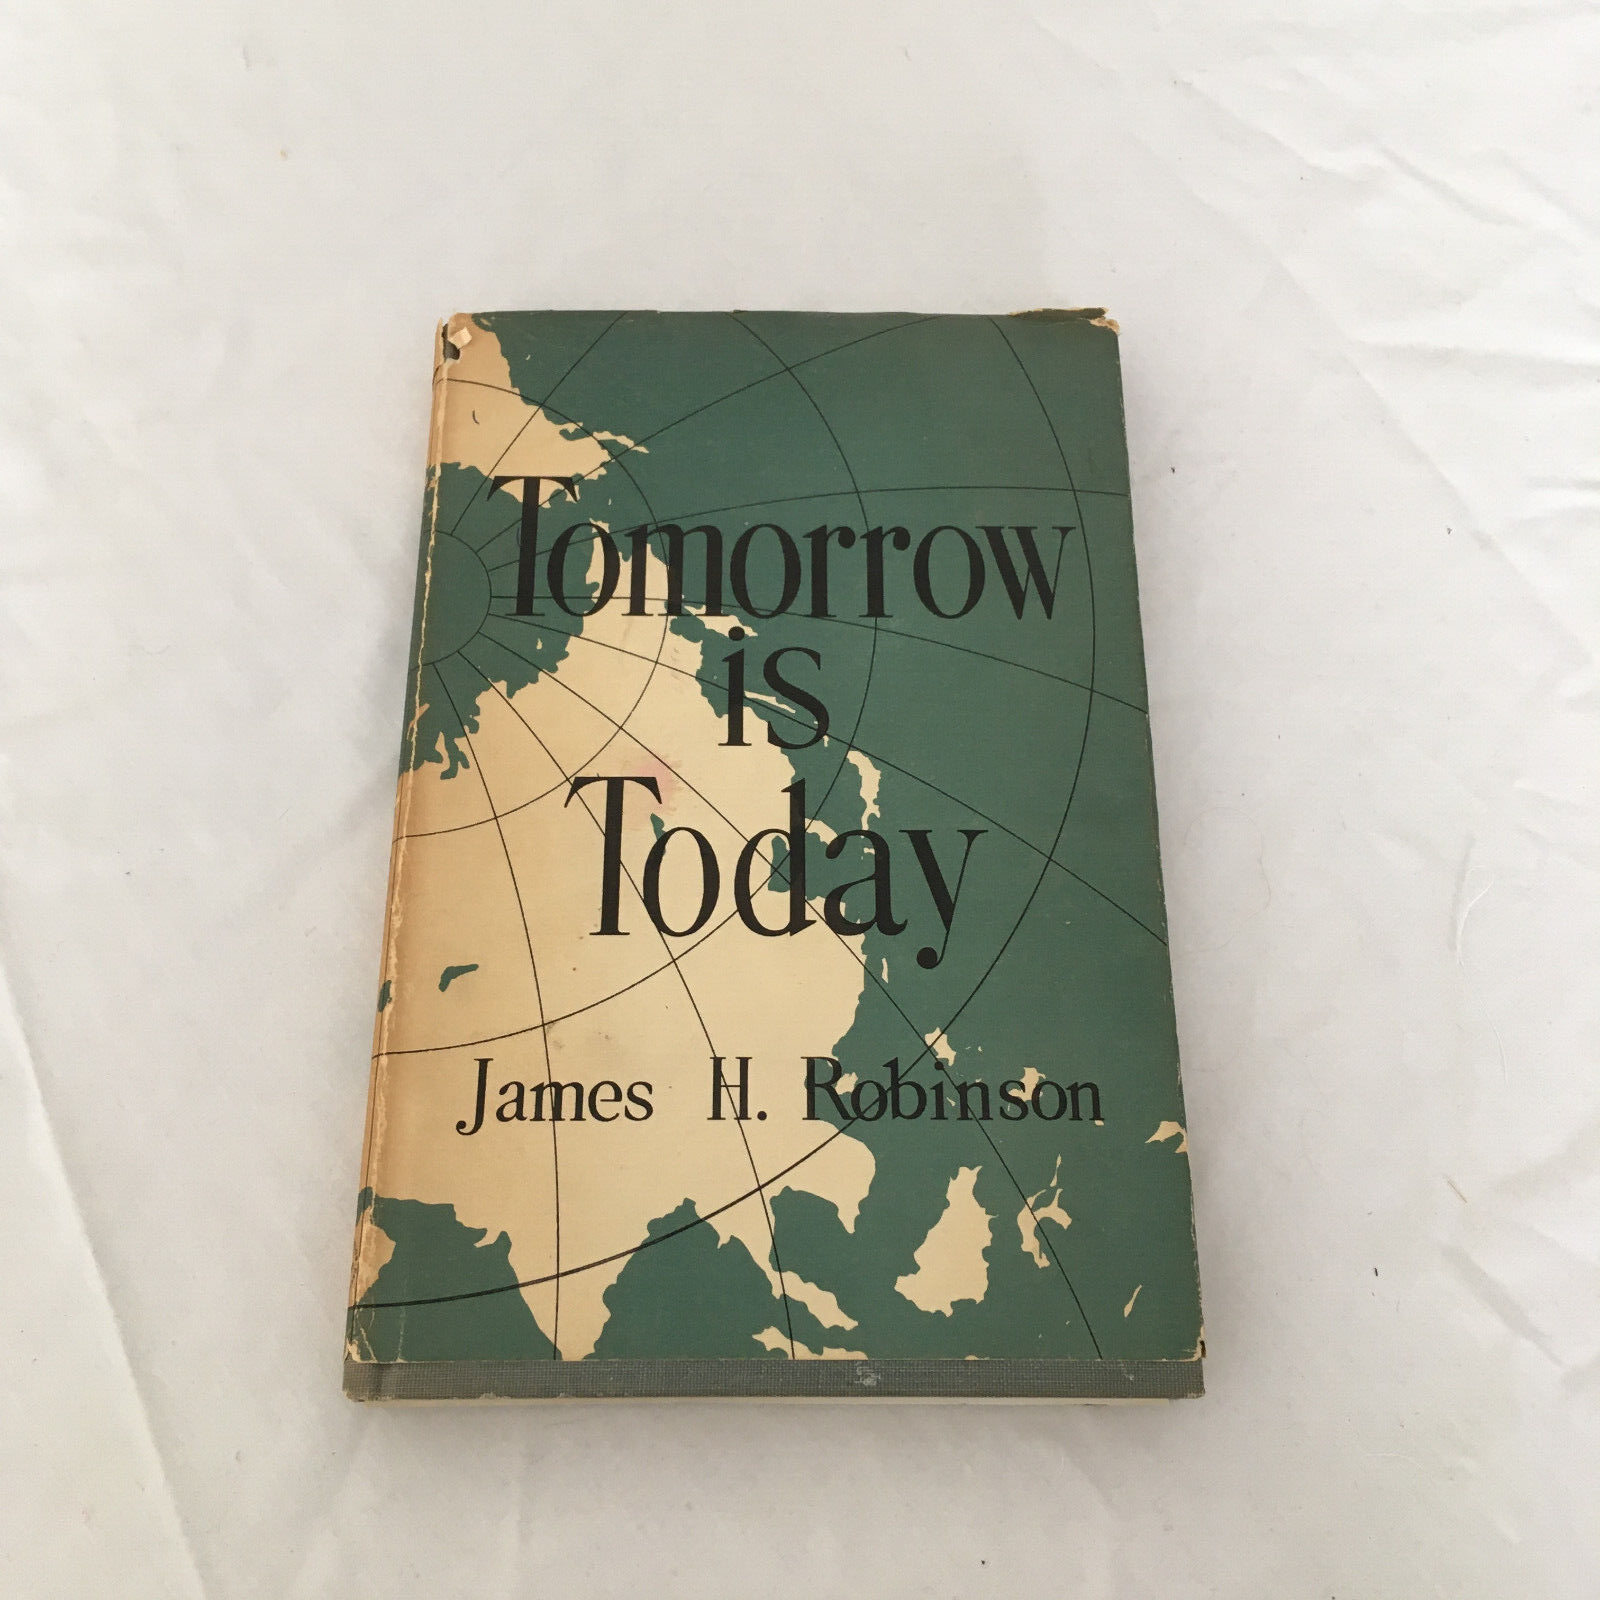 Tomorrow
is
Today
James H. Robinson